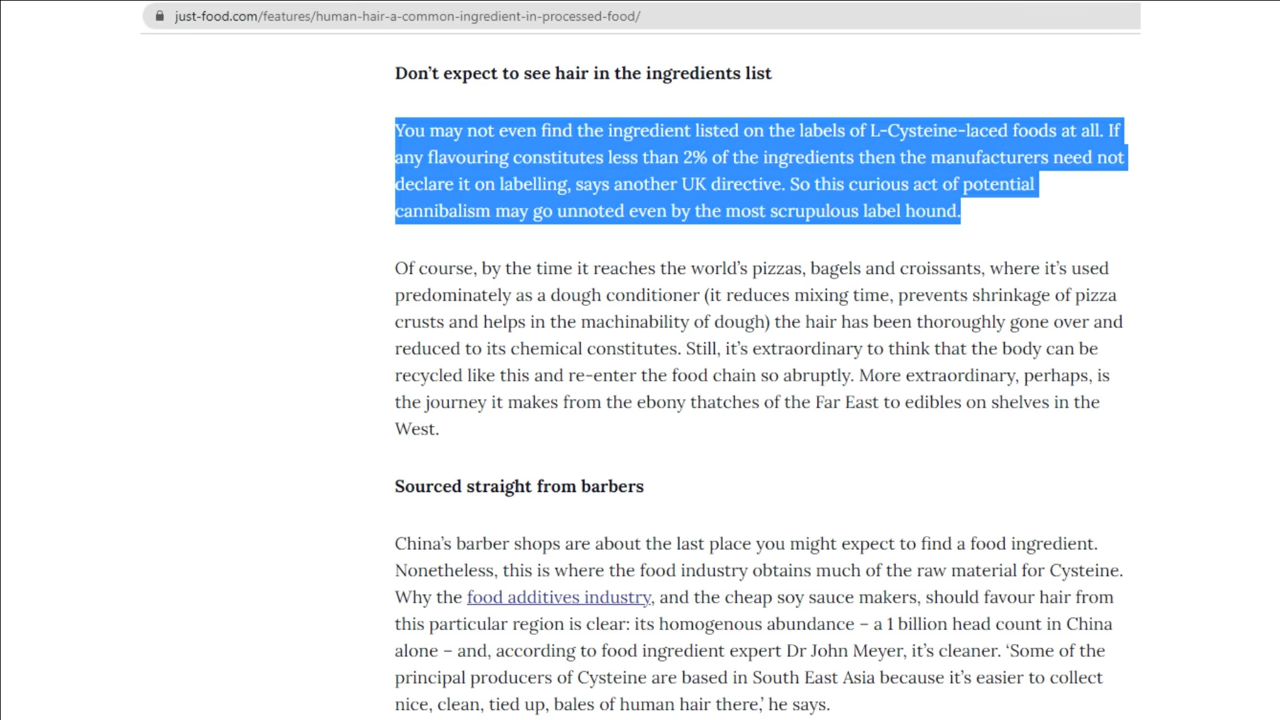 just-food.com/features/human-hair-a-common-ingredient-in-processed-food/
Don’t expect to see hair in the ingredients list
You may not even find the ingredient listed on the labels of L-Cysteine-laced foods at all. If
any flavouring constitutes less than 2% of the ingredients then the manufacturers need not
declare it on labelling, says another UK directive. So this curious act of potential
cannibalism may go unnoted even by the most scrupulous label hound.
Of course, by the time it reaches the world’s pizzas, bagels and croissants, where it’s used
predominately as a dough conditioner (it reduces mixing time, prevents shrinkage of pizza
crusts and helps in the machinability of dough) the hair has been thoroughly gone over and
reduced to its chemical constitutes. Still, it’s extraordinary to think that the body can be
recycled like this and re-enter the food chain so abruptly. More extraordinary, perhaps, is
the journey it makes from the ebony thatches of the Far East to edibles on shelves in the
West.
Sourced straight from barbers
China’s barber shops are about the last place you might expect to find a food ingredient.
Nonetheless, this is where the food industry obtains much of the raw material for Cysteine.
Why the food additives industry, and the cheap soy sauce makers, should favour hair from
this particular region is clear: its homogenous abundance – a 1 billion head count in China
alone – and, according to food ingredient expert Dr John Meyer, it’s cleaner. ‘Some of the
principal producers of Cysteine are based in South East Asia because it’s easier to collect
nice, clean, tied up, bales of human hair there,’ he says.